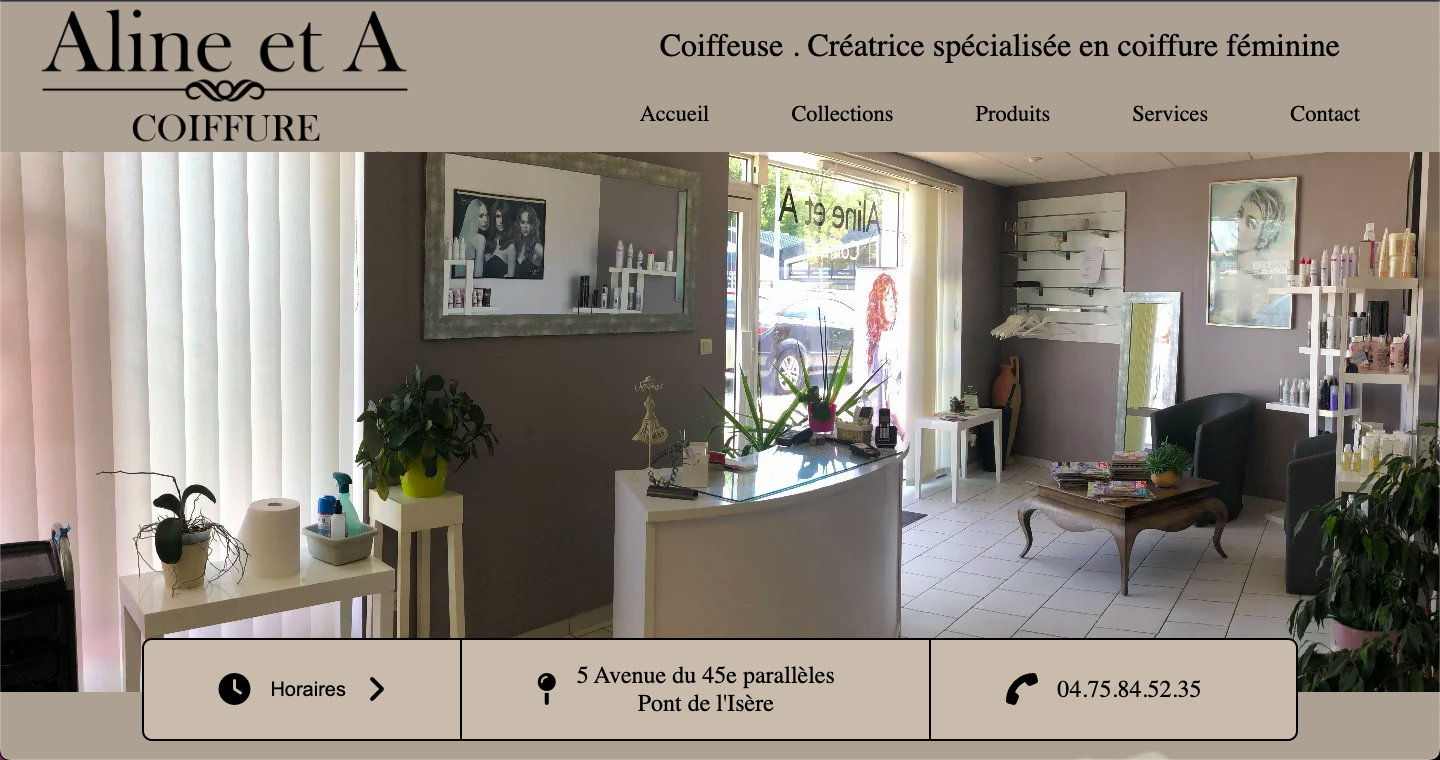 Aline et A
COIFFURE
Coiffeuse . Créatrice spécialisée en coiffure féminine
Accueil Collections Produits Services Contact
Aline et A
Horaires
5 Avenue du 45e parallèles
Pont de l'Isère
04.75.84.52.35